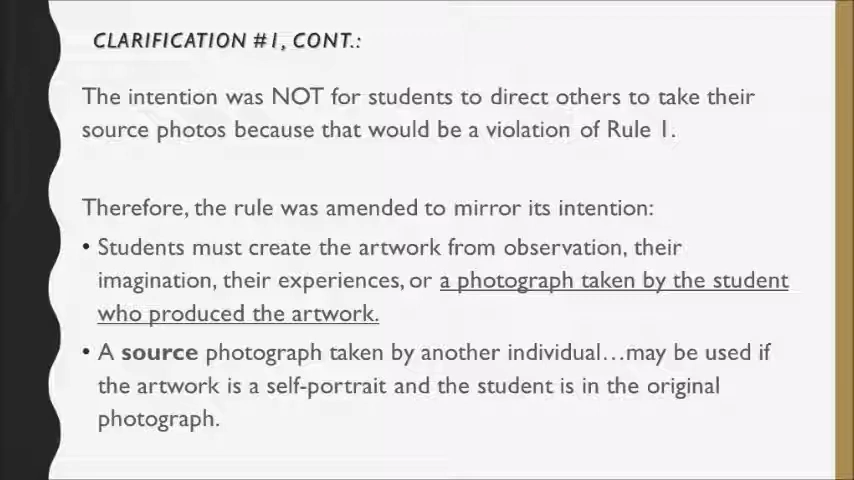 CLARIFICATION #1, CONT.:
The intention was NOT for students to direct others to take their
source photos because that would be a violation of Rule 1.
Therefore, the rule was amended to mirror its intention:
• Students must create the artwork from observation, their
imagination, their experiences, or a photograph taken by the student
who produced the artwork.
• A source photograph taken by another individual…may be used if
the artwork is a self-portrait and the student is in the original
photograph.